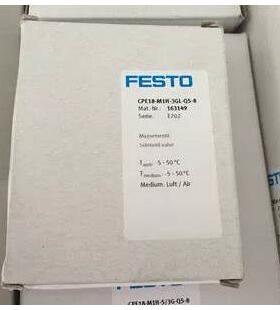 FESTO
CPE18-M1H-3GL-QS-8
Mat.-Nr.: 163149
Serie: E202
Magnetventil
Solenoid valve
Tamb: -5 - 50 °C
Tmedium: -5 - 50 °C
Medium: Luft / Air
CPE18-M1H-5/3G-QS-8